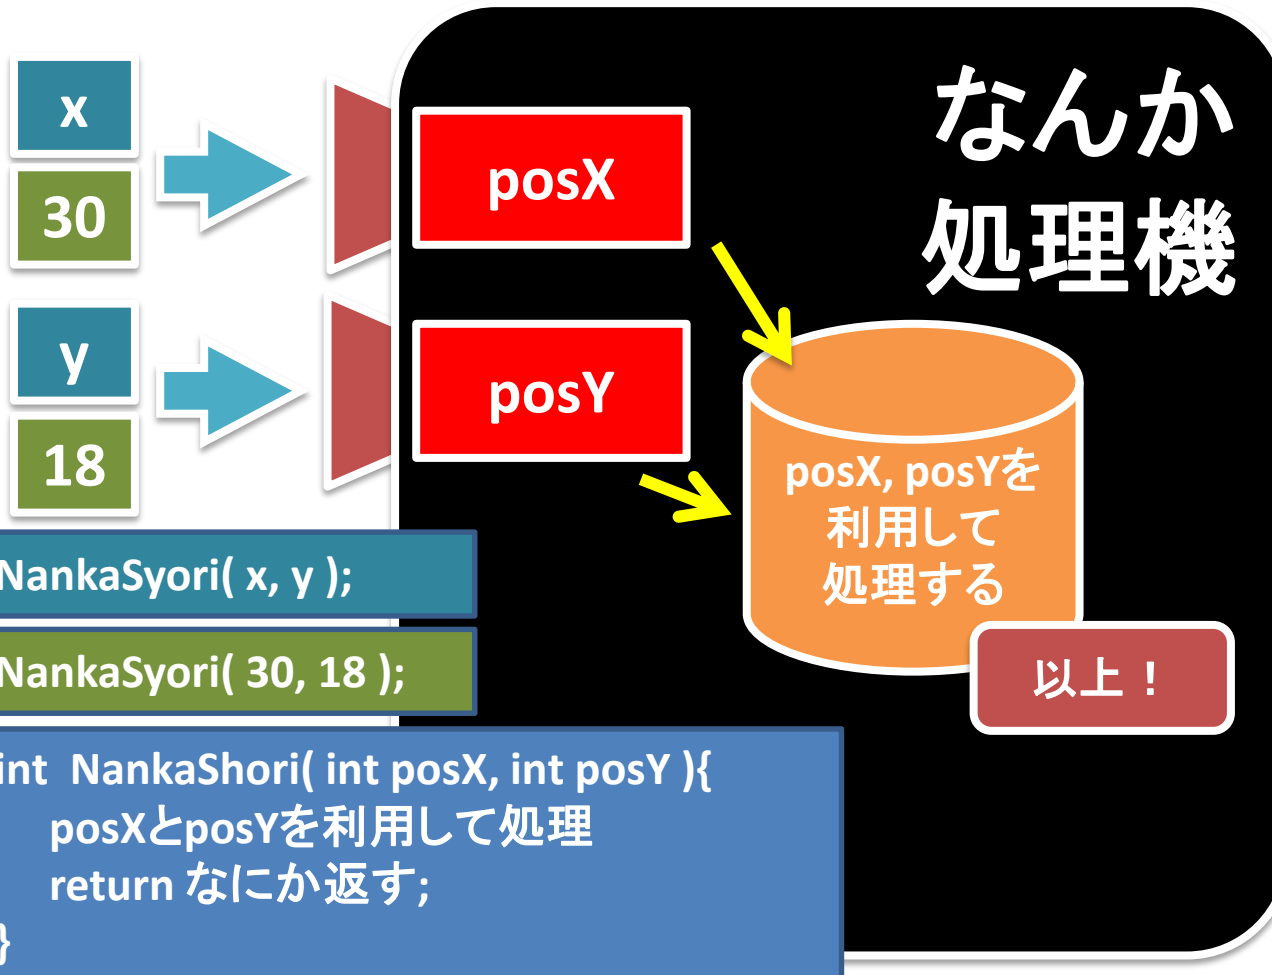 x
30
y
18
posX
posY
なんか
処理機
posX, posYを
利用して
処理する
以上！
NankaSyori( x, y );
NankaSyori( 30, 18 );
int NankaShori( int posX, int posY ){
posXとposYを利用して処理
return なにか返す;
}